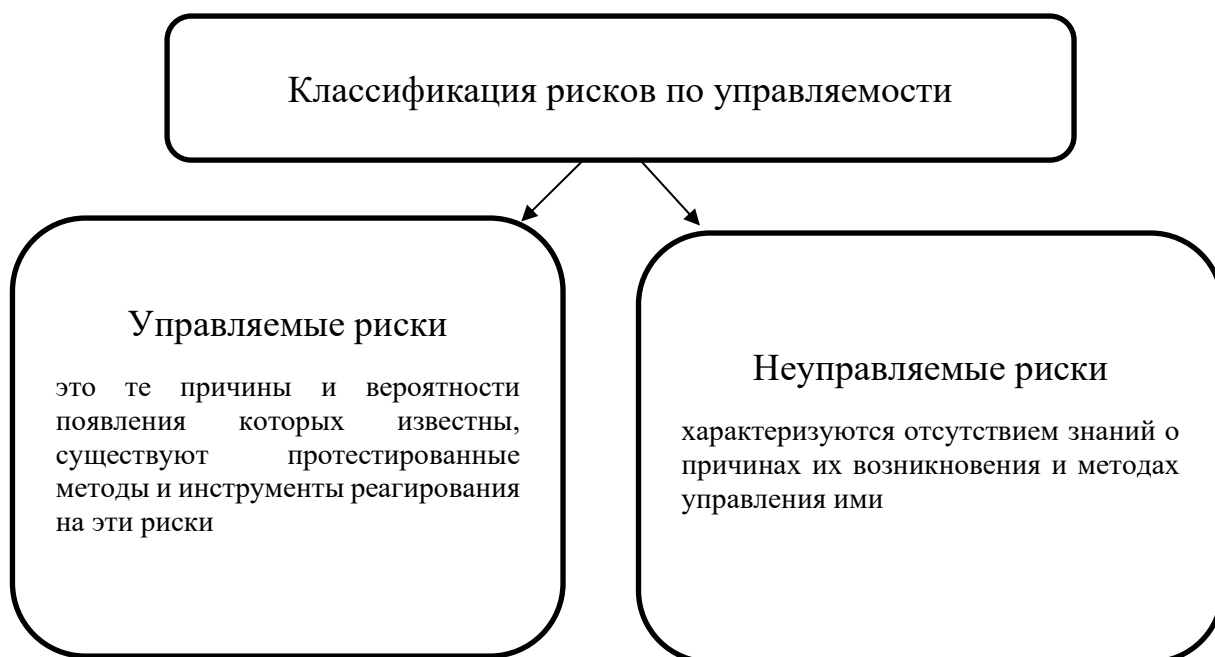 Классификация рисков по управляемости
Управляемые риски
это те причины и вероятности
появления которых известны,
существуют протестированные
методы и инструменты реагирования
на эти риски
Неуправляемые риски
характеризуются отсутствием знаний о
причинах их возникновения и методах
управления ими